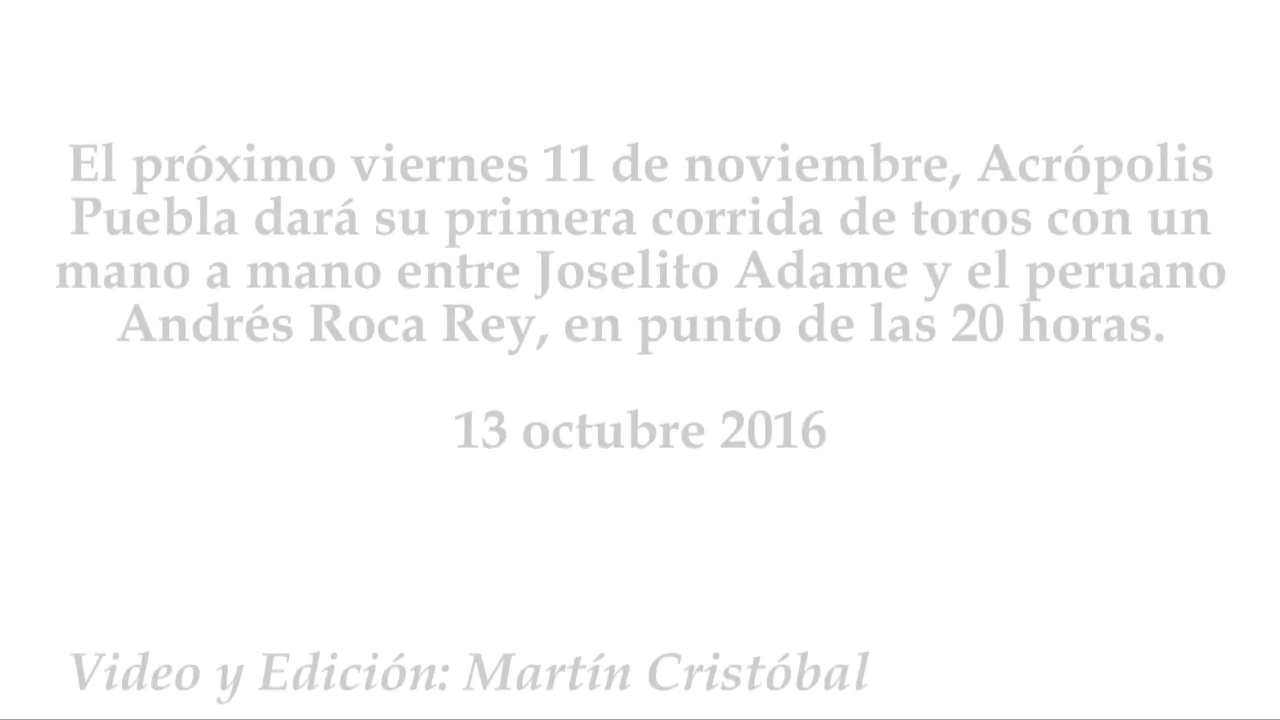 El próximo viernes 11 de noviembre, Acrópolis
Puebla dará su primera corrida de toros con un
mano a mano entre Joselito Adame y el peruano
Andrés Roca Rey, en punto de las 20 horas.
13 octubre 2016
Video y Edición: Martín Cristóbal